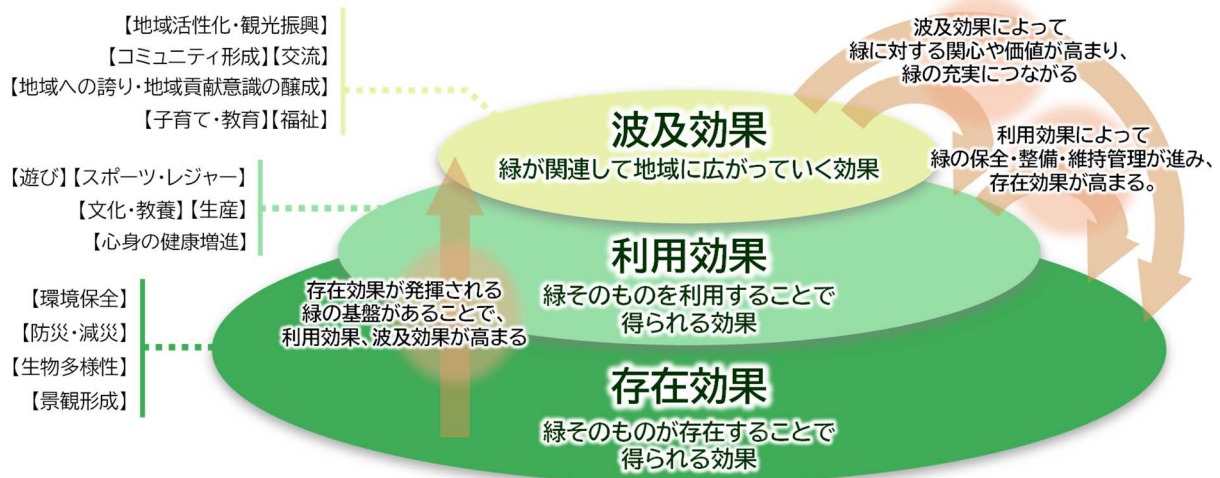 【地域活性化・観光振興】
【コミュニティ形成】【交流】
【地域への誇り・地域貢献意識の醸成】
【子育て・教育】【福祉】
【遊び】【スポーツ・レジャー】
【文化・教養】【生産】
【心身の健康増進】
【環境保全】
【防災・減災】
【生物多様性】
【景観形成】
波及効果
緑が関連して地域に広がっていく効果
利用効果
緑そのものを利用することで
得られる効果
存在効果
緑そのものが存在することで
得られる効果
存在効果が発揮される
緑の基盤があることで、
利用効果、波及効果が高まる
波及効果によって
緑に対する関心や価値が高まり、
緑の充実につながる
利用効果によって
緑の保全・整備・維持管理が進み、
存在効果が高まる。